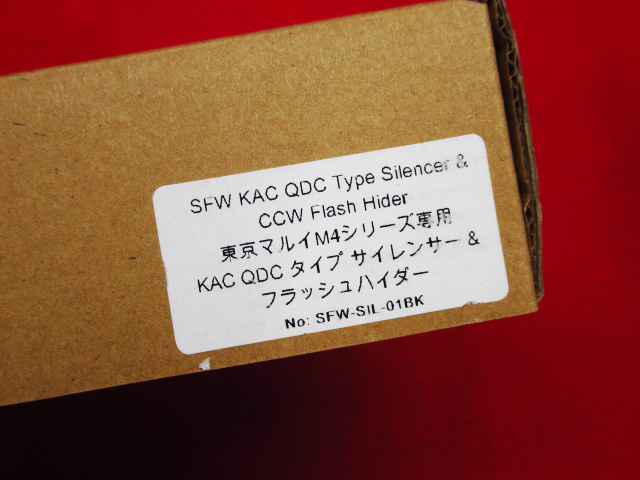 SFW KAC QDC Type Silencer &
CCW Flash Hider
東京マルイM4シリーズ専用
KAC QDC タイプ サイレンサー &
フラッシュハイダー
No: SFW-SIL-01BK